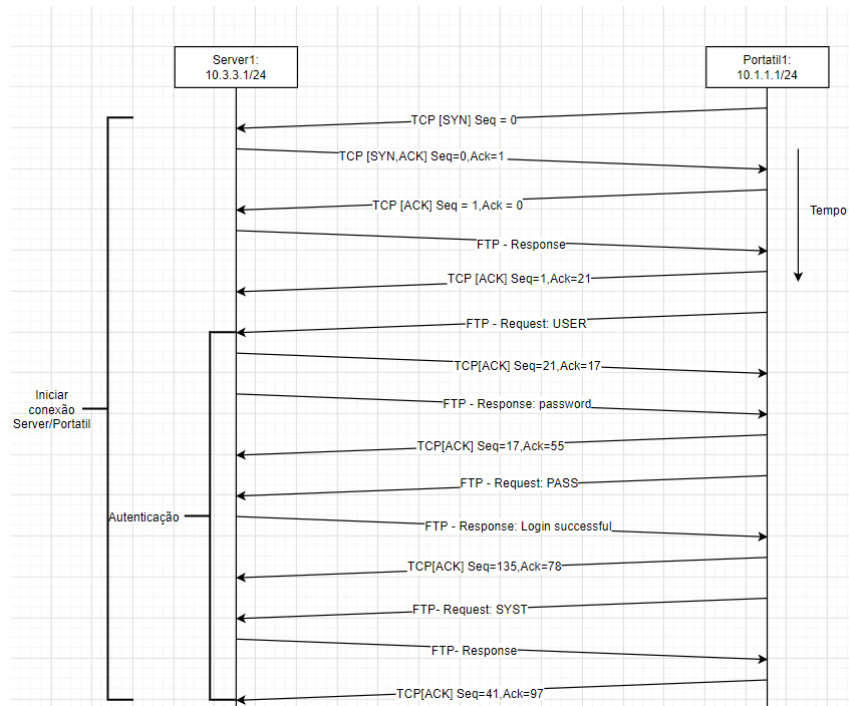 Server1:
10.3.3.1/24
Portatil1:
10.1.1.1/24
TCP [SYN] Seq = 0
TCP [SYN,ACK] Seq=0,Ack=1
TCP [ACK] Seq = 1,Ack = 0
Tempo
FTP - Response
TCP [ACK] Seq=1,Ack=21
FTP - Request: USER
TCP[ACK] Seq=21,Ack=17
Iniciar
conexão
Server/Portatil
FTP - Response: password
TCP[ACK] Seq=17,Ack=55
FTP - Request: PASS
Autenticação
FTP - Response: Login successful
TCP[ACK] Seq=135,Ack=78
FTP- Request: SYST
FTP- Response
TCP[ACK] Seq=41,Ack=97